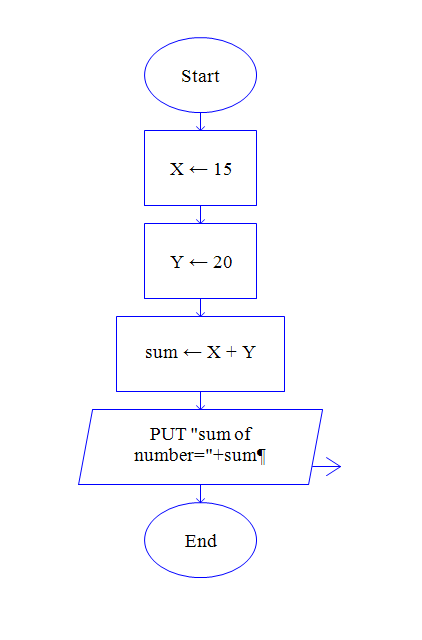 Start
X ← 15
Y ← 20
sum ← X + Y
PUT "sum of
number="+sum¶
End